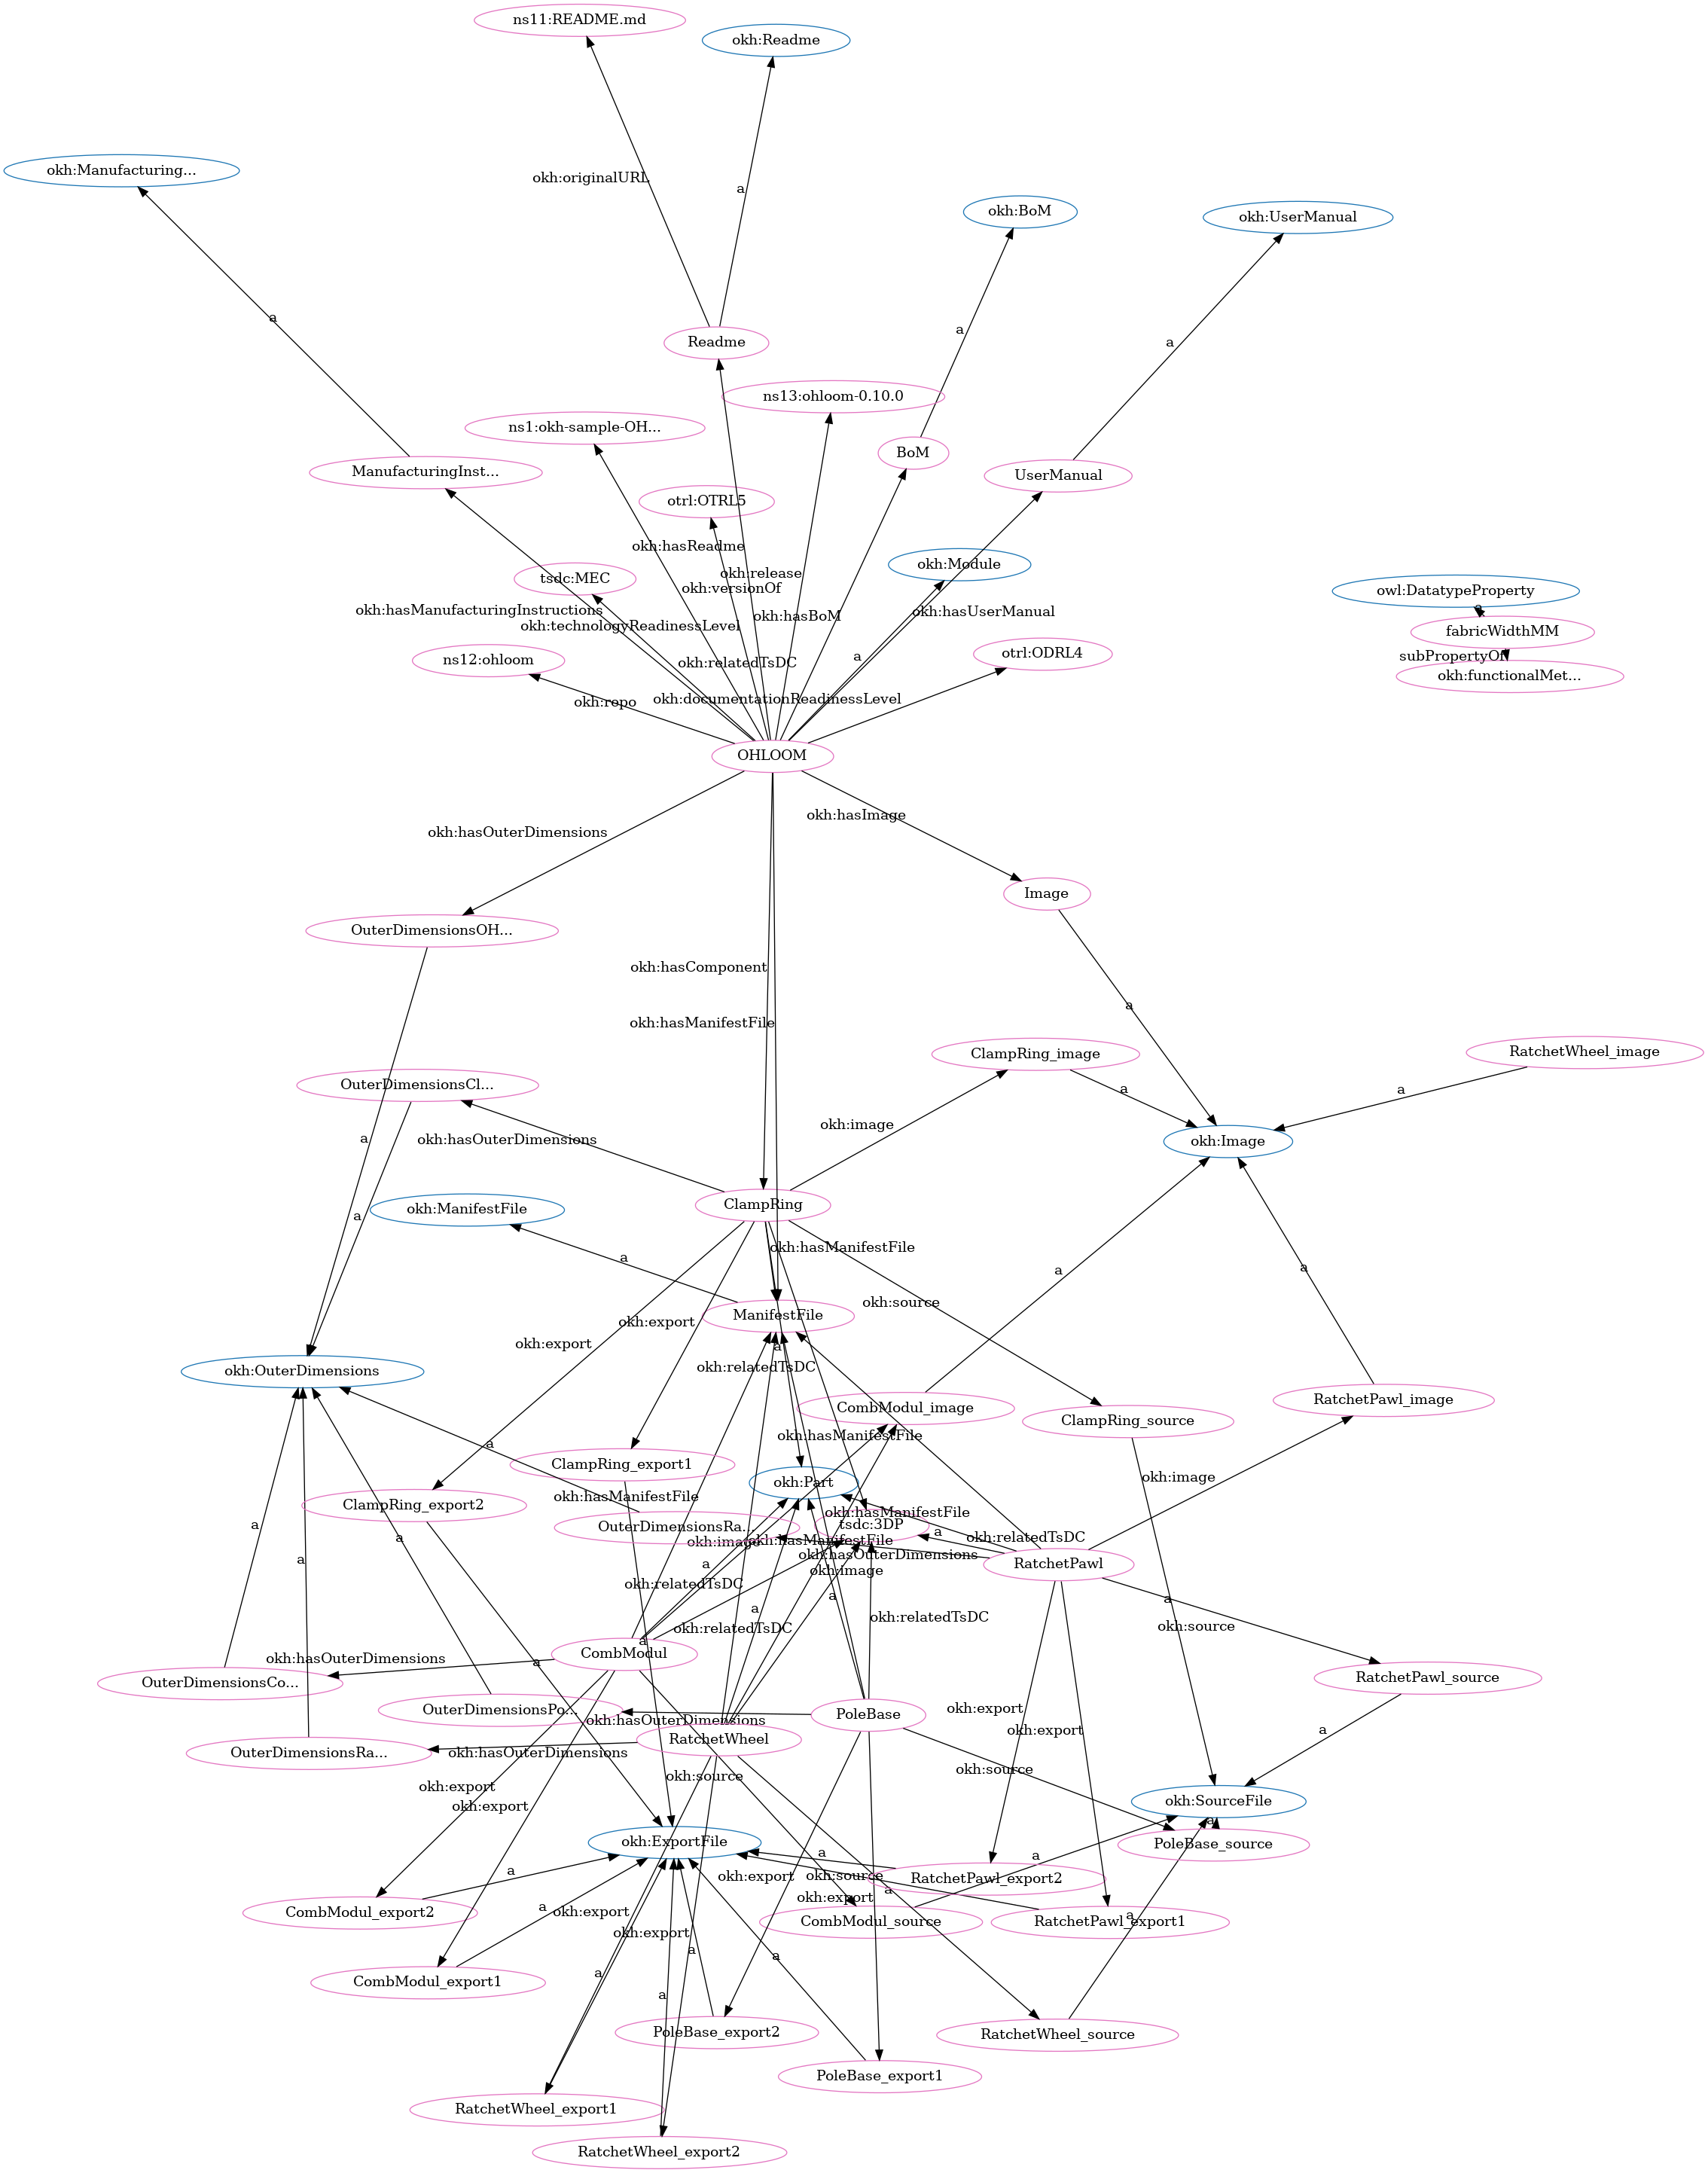 ns11:README.md
okh:Readme
okh:Manufacturing...
okh:originalURL
a
okh:BoM
okh:UserManual
a
a
a
Readme
ns13:ohloom-0.10.0
ns1:okh-sample-OH...
BoM
ManufacturingInst...
UserManual
otrl:OTRL5
okh:hasReadme
okh:Module
okh:release
tsdc:MEC
okh:versionOf
owl:DatatypeProperty
a
okh:hasManufacturingInstructions
okh:hasBoM
okh:hasUserManual
okh:technologyReadinessLevel
fabricWidthMM
otrl:ODRL4
subPropertyOf
a
ns12:ohloom
okh:relatedTsDC
okh:functionalMet...
okh:repo
okh:documentationReadinessLevel
OHLOOM
okh:hasImage
okh:hasOuterDimensions
Image
OuterDimensionsOH...
okh:hasComponent
a
okh:hasManifestFile
ClampRing_image
RatchetWheel_image
OuterDimensionsCl...
a
a
okh:image
a
okh:hasOuterDimensions
okh:Image
ClampRing
okh:ManifestFile
a
okh:hasManifestFile
a
a
a
okh:source
ManifestFile
okh:export
okh:export
a
okh:relatedTsDC
okh:OuterDimensions
RatchetPawl_image
CombModul_image
ClampRing_source
okh:hasManifestFile
a
ClampRing_export1
okh:image
okh:Part
okh:hasManifestFile
ClampRing_export2
okh:hasManifestFile
a
OuterDimensionsRa...
tsdc:3DP
a
okh:relatedTsDC
a
okh:image
okh:hasManifestFile
okh:hasOuterDimensions
a
a
RatchetPawl
okh:image
okh:relatedTsDC
a
a
a
okh:relatedTsDC
okh:relatedTsDC
okh:source
a
CombModul
okh:hasOuterDimensions
a
RatchetPawl_source
OuterDimensionsCo...
OuterDimensionsPo...
okh:export
PoleBase
okh:hasOuterDimensions
okh:export
a
RatchetWheel
OuterDimensionsRa...
okh:hasOuterDimensions
okh:source
okh:source
okh:export
okh:SourceFile
okh:export
a
okh:ExportFile
PoleBase_source
a
a
a
okh:export
okh:source
RatchetPawl_export2
a
okh:export
a
CombModul_export2
okh:export
CombModul_source
RatchetPawl_export1
a
okh:export
a
a
a
CombModul_export1
a
PoleBase_export2
RatchetWheel_source
PoleBase_export1
RatchetWheel_export1
RatchetWheel_export2